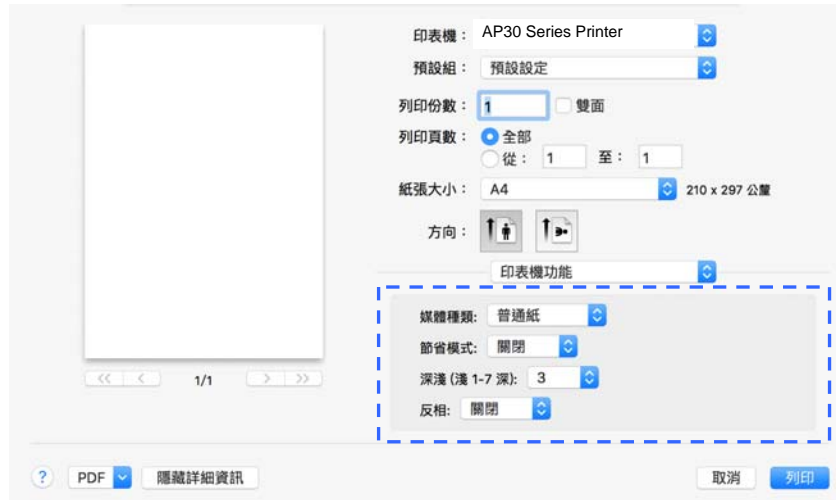 印表機： AP30 Series Printer
預設組： 預設設定
列印份數： 1 雙面
列印頁數： 全部
從： 1 至： 1
紙張大小： A4 210 x 297 公釐
方向：
印表機功能
媒體種類: 普通紙
節省模式: 關閉
深淺 (淺 1-7 深): 3
反相: 關閉
<< < 1/1 > >>
? PDF 隱藏詳細資訊 取消 列印